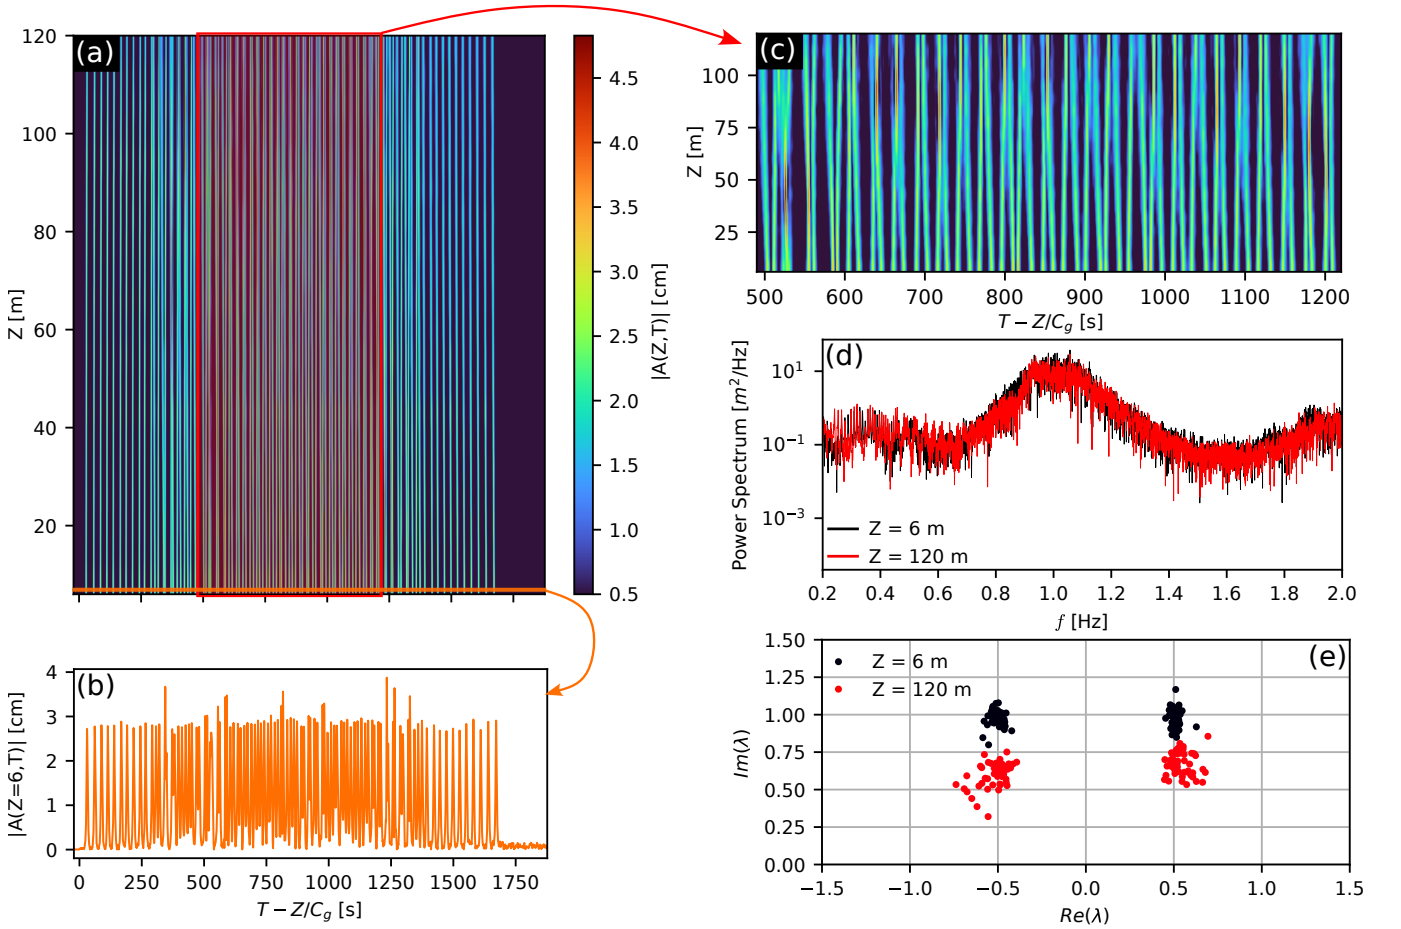 (a)
120
100
80
60
40
20
Z [m]
4.5
4.0
3.5
3.0
2.5
2.0
1.5
1.0
0.5
|A(Z,T)| [cm]
(b)
4
3
2
1
0
|A(Z=6,T)| [cm]
0 250 500 750 1000 1250 1500 1750
T − Z/C_g [s]
(c)
100
75
50
25
Z [m]
500 600 700 800 900 1000 1100 1200
T − Z/C_g [s]
(d)
10¹
10⁻¹
10⁻³
Power Spectrum [m²/Hz]
Z = 6 m
Z = 120 m
0.2 0.4 0.6 0.8 1.0 1.2 1.4 1.6 1.8 2.0
f [Hz]
(e)
1.50
1.25
1.00
0.75
0.50
0.25
0.00
Im(λ)
Z = 6 m
Z = 120 m
−1.5 −1.0 −0.5 0.0 0.5 1.0 1.5
Re(λ)